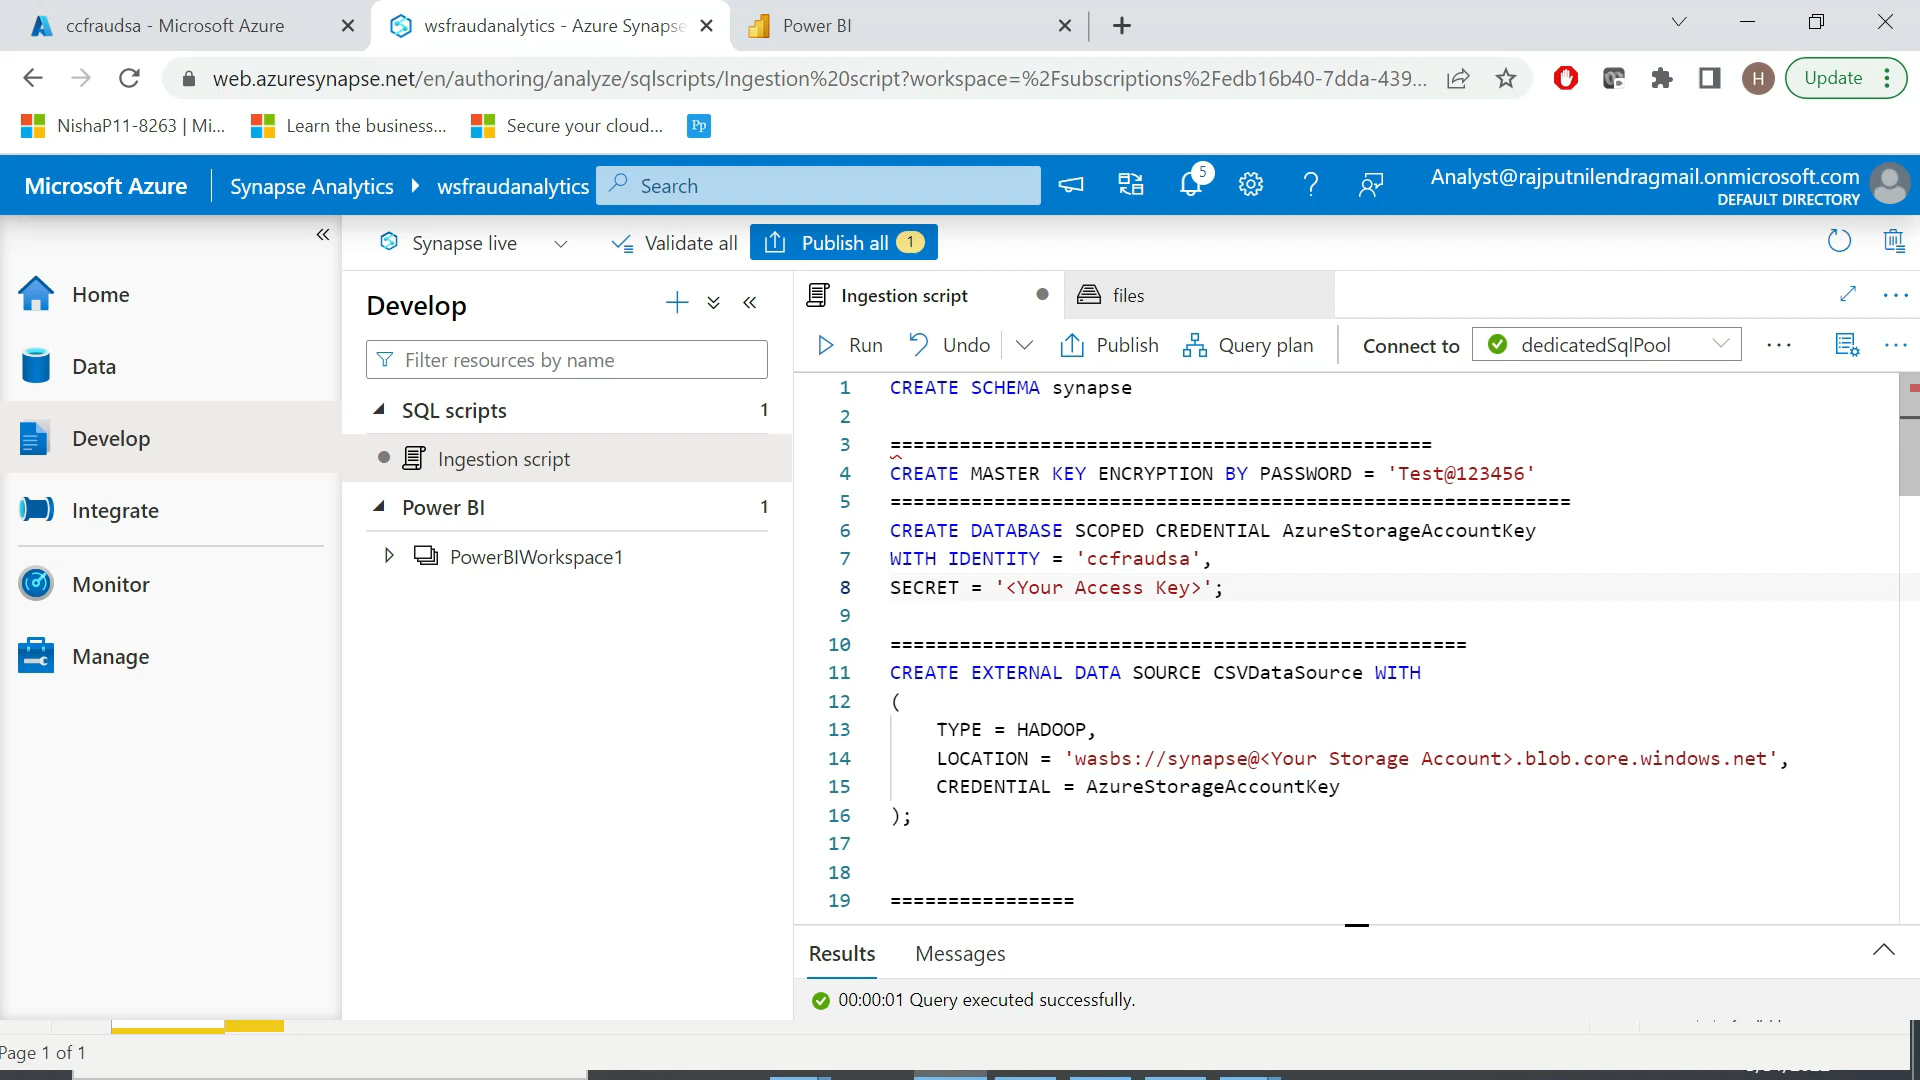 ccfraudsa - Microsoft Azure
wsfraudanalytics - Azure Synapse
Power BI
web.azuresynapse.net/en/authoring/analyze/sqlscripts/Ingestion%20script?workspace=%2Fsubscriptions%2Fedb16b40-7dda-439...
H
Update
NishaP11-8263 | Mi...
Learn the business...
Secure your cloud...
Pp
Microsoft Azure
Synapse Analytics
wsfraudanalytics
Search
5
Analyst@rajputnilendragmail.onmicrosoft.com
DEFAULT DIRECTORY
Synapse live
Validate all
Publish all 1
Home
Data
Develop
Integrate
Monitor
Manage
Develop
Filter resources by name
SQL scripts 1
Ingestion script
Power BI 1
PowerBIWorkspace1
Ingestion script
files
Run
Undo
Publish
Query plan
Connect to
dedicatedSqlPool
1 CREATE SCHEMA synapse
2
3 ===============================================
4 CREATE MASTER KEY ENCRYPTION BY PASSWORD = 'Test@123456'
5 ===========================================================
6 CREATE DATABASE SCOPED CREDENTIAL AzureStorageAccountKey
7 WITH IDENTITY = 'ccfraudsa',
8 SECRET = '<Your Access Key>';
9
10 ==================================================
11 CREATE EXTERNAL DATA SOURCE CSVDataSource WITH
12 (
13 TYPE = HADOOP,
14 LOCATION = 'wasbs://synapse@<Your Storage Account>.blob.core.windows.net',
15 CREDENTIAL = AzureStorageAccountKey
16 );
17
18
19 ================
Results
Messages
00:00:01 Query executed successfully.
Page 1 of 1